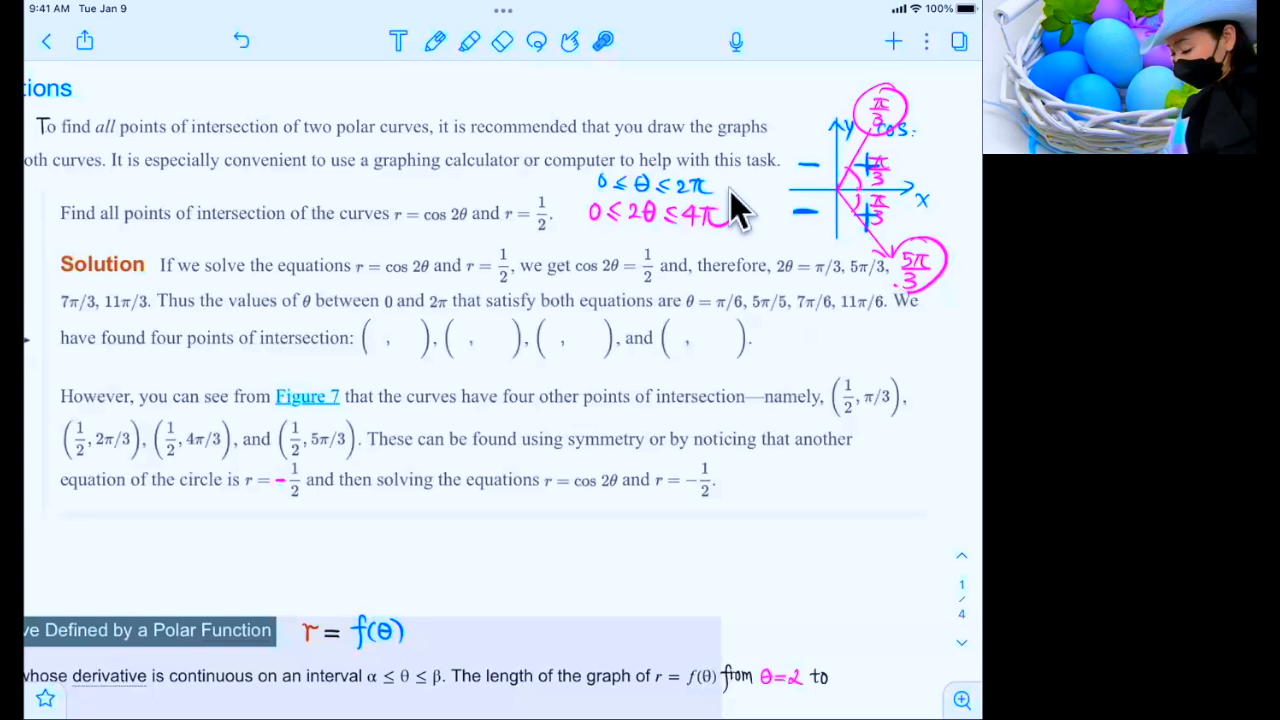 9:41 AM Tue Jan 9
100%
tions
To find all points of intersection of two polar curves, it is recommended that you draw the graphs
oth curves. It is especially convenient to use a graphing calculator or computer to help with this task.
0 ≤ θ ≤ 2π
Find all points of intersection of the curves r = cos 2θ and r = 1/2.
0 ≤ 2θ ≤ 4π
π/3
y cos:
− + π/3
x
− + π/3
5π/3
Solution If we solve the equations r = cos 2θ and r = 1/2, we get cos 2θ = 1/2 and, therefore, 2θ = π/3, 5π/3,
7π/3, 11π/3. Thus the values of θ between 0 and 2π that satisfy both equations are θ = π/6, 5π/5, 7π/6, 11π/6. We
have found four points of intersection: ( , ), ( , ), ( , ), and ( , ).
However, you can see from Figure 7 that the curves have four other points of intersection—namely, (1/2, π/3),
(1/2, 2π/3), (1/2, 4π/3), and (1/2, 5π/3). These can be found using symmetry or by noticing that another
equation of the circle is r = -1/2 and then solving the equations r = cos 2θ and r = −1/2.
1
/
4
ve Defined by a Polar Function r = f(θ)
whose derivative is continuous on an interval α ≤ θ ≤ β. The length of the graph of r = f(θ) from θ=2 to